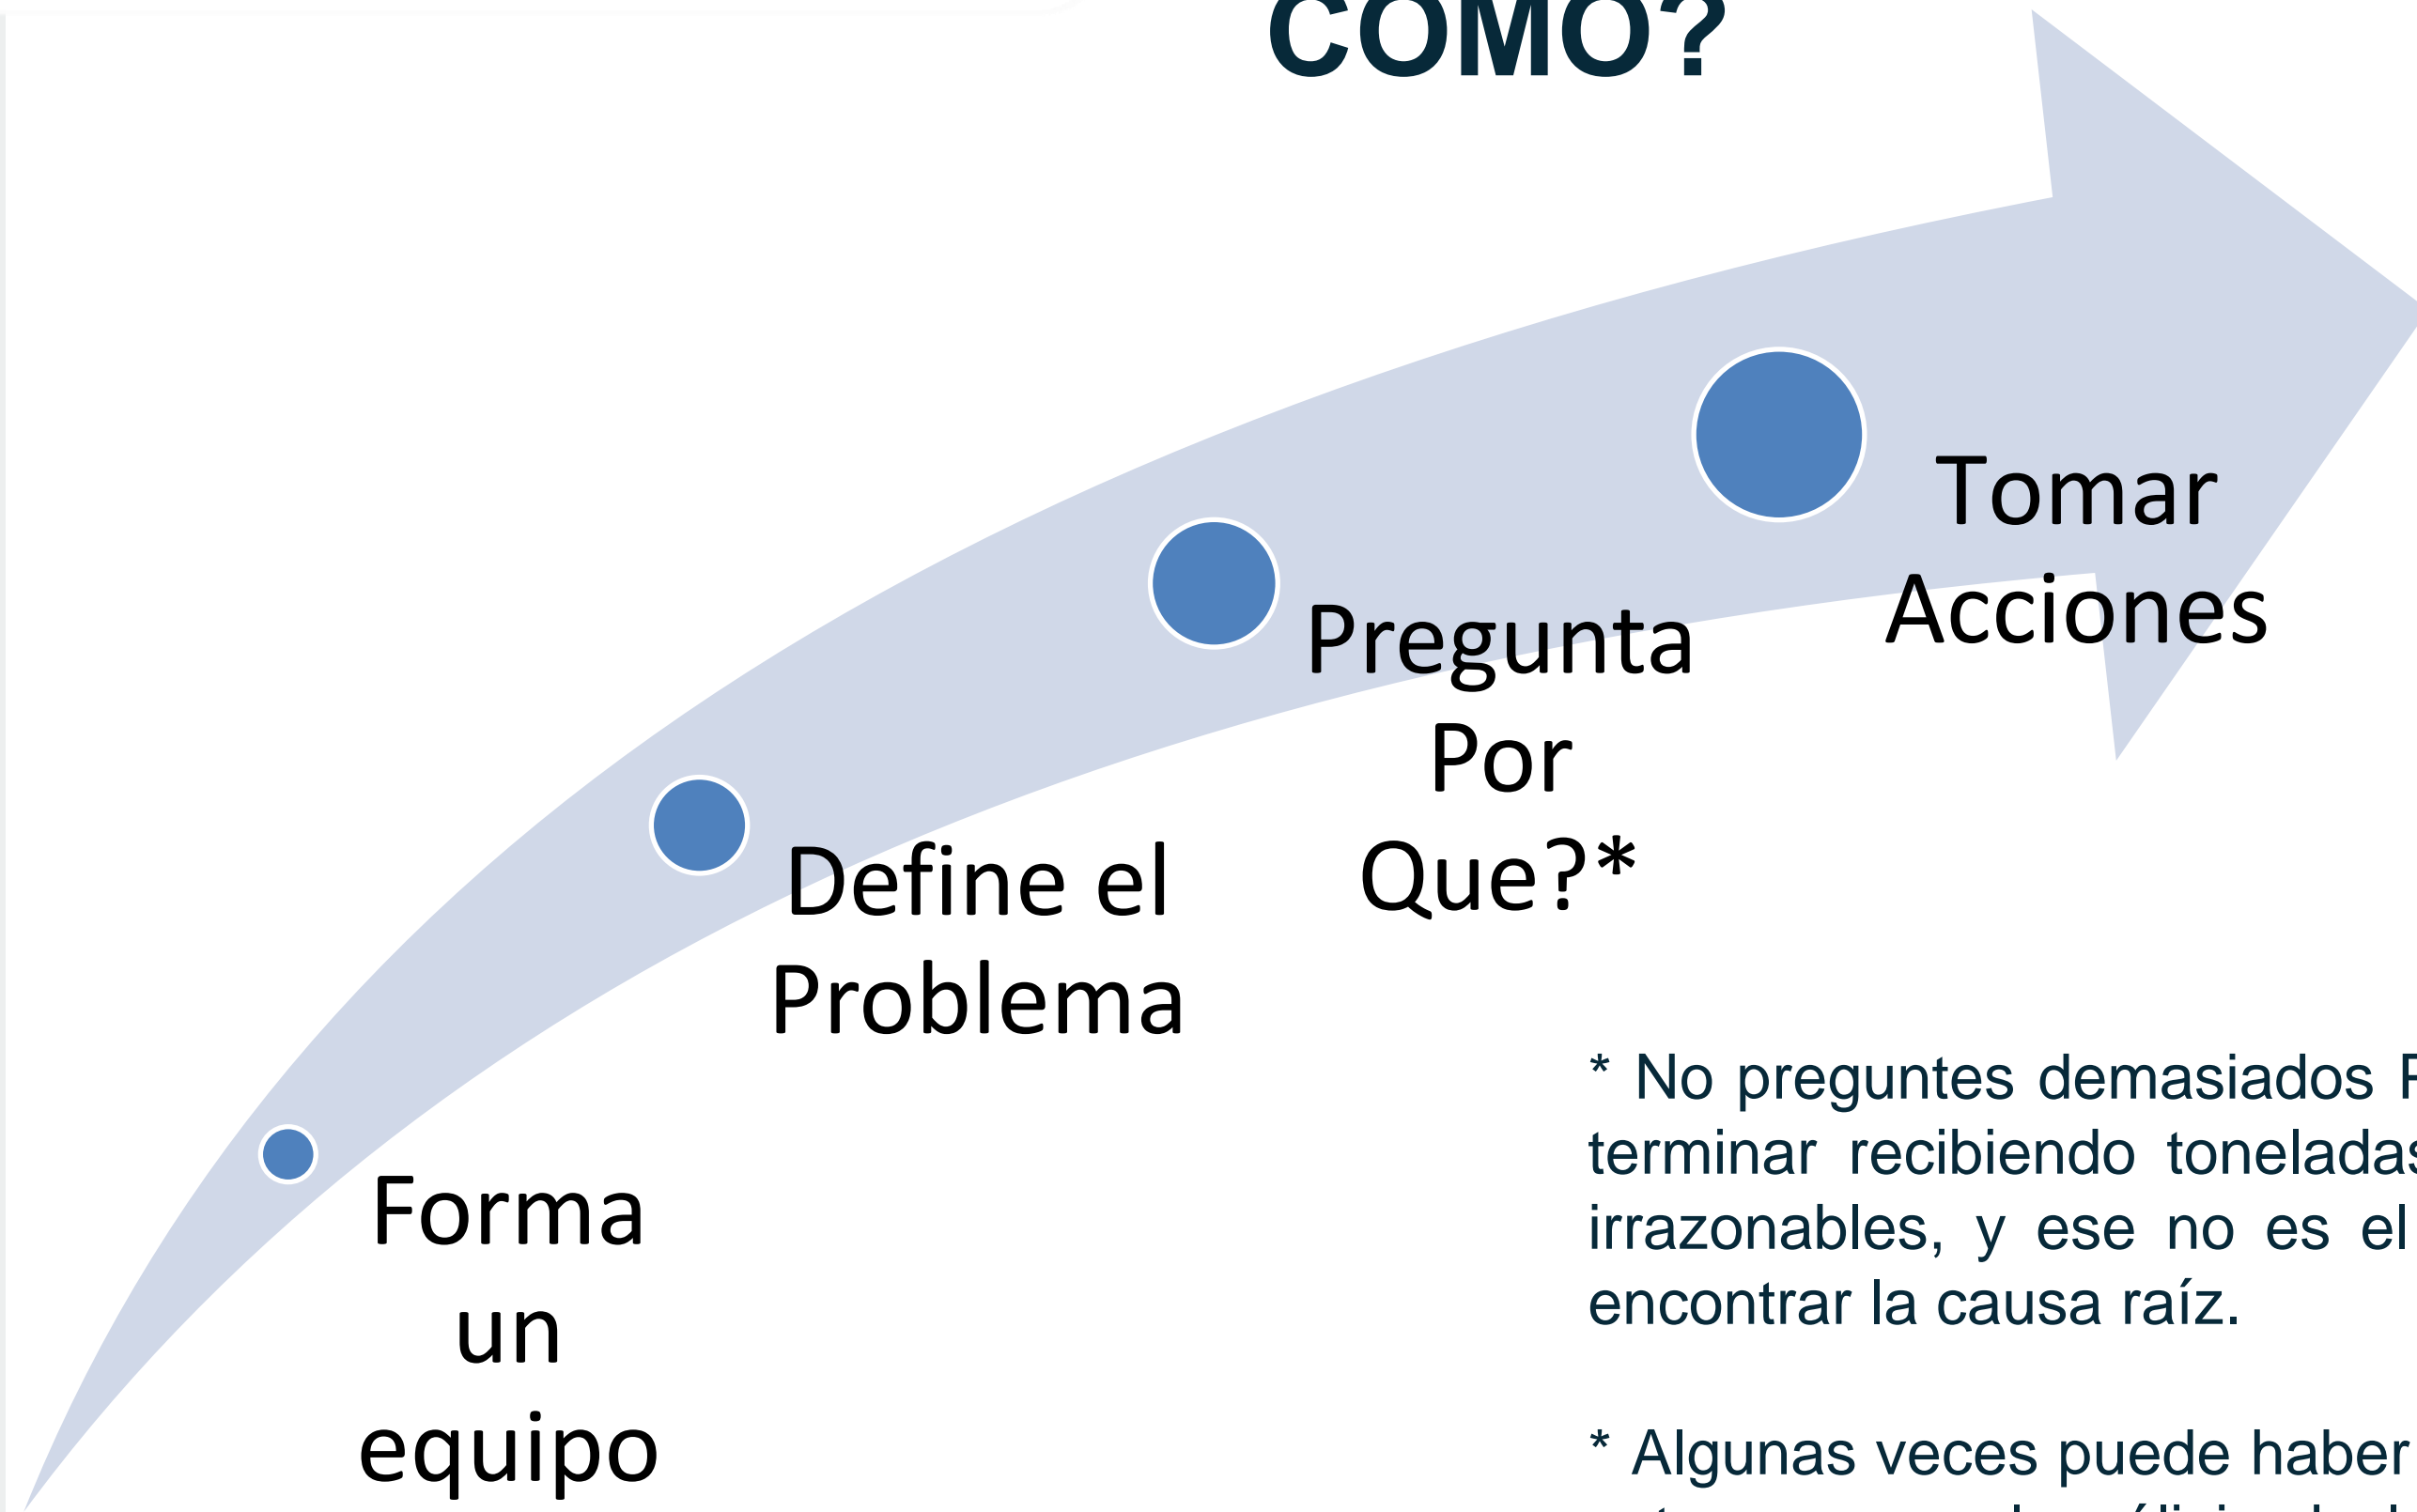 COMO?
Tomar
Acciones
Pregunta
Por
Que?*
Define el
Problema
Forma
un
equipo
* No preguntes demasiados
terminar recibiendo toneladas
irrazonables, y ese no es el
encontrar la causa raíz.
* Algunas veces puede haber